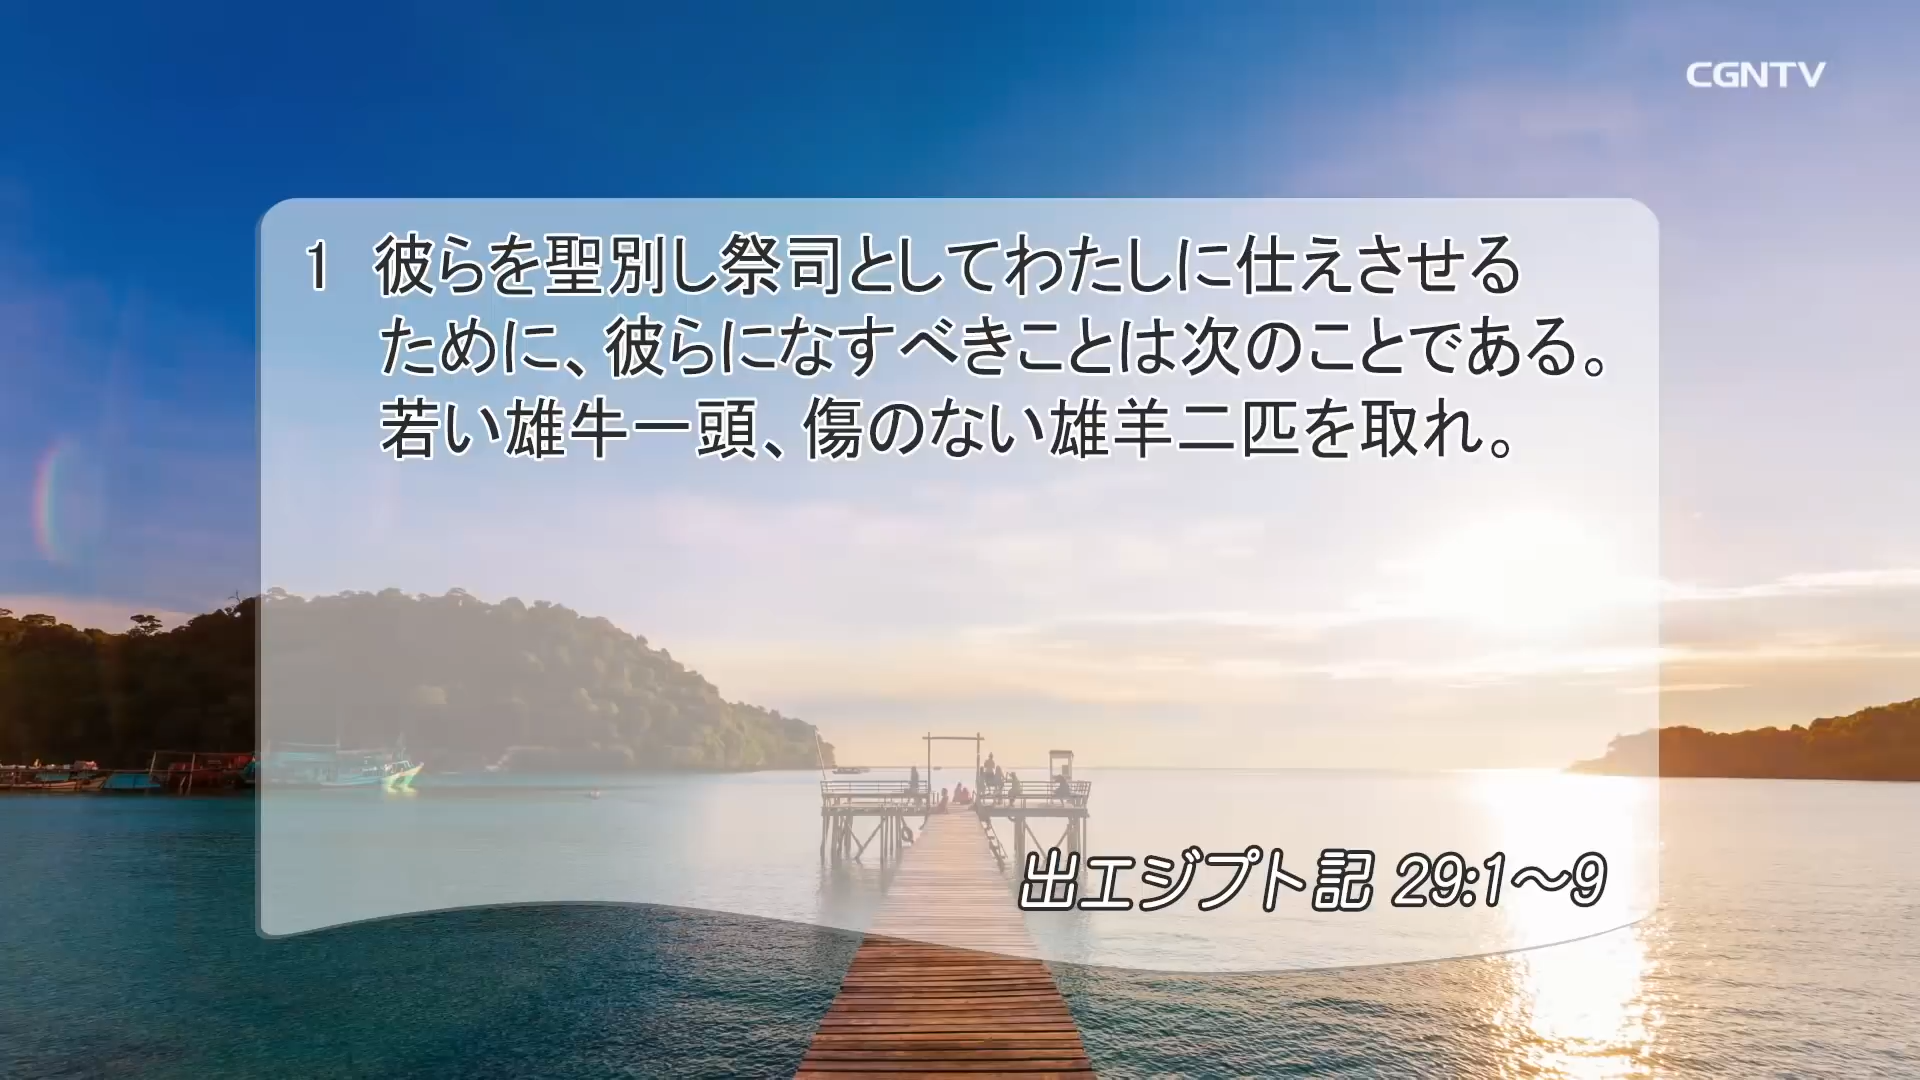 CGNTV
1 彼らを聖別し祭司としてわたしに仕えさせる
ために、彼らになすべきことは次のことである。
若い雄牛一頭、傷のない雄羊二匹を取れ。
出エジプト記 29:1～9